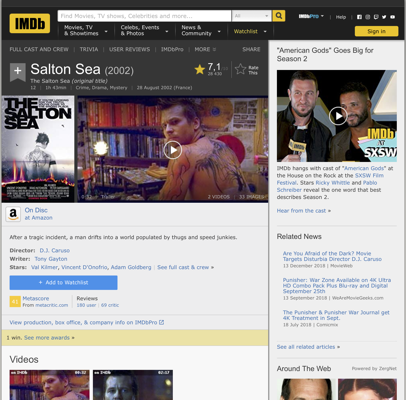 IMDb
Find Movies, TV shows, Celebrities and more...
All
IMDbPro
Help
Movies, TV
& Showtimes
Celebs, Events
& Photos
News &
Community
Watchlist
Sign in
FULL CAST AND CREW | TRIVIA | USER REVIEWS | IMDbPro | MORE
SHARE
Salton Sea (2002)
The Salton Sea (original title)
12 | 1h 43min | Crime, Drama, Mystery | 28 August 2002 (France)
7,1
Rate
This
THE
SALTON
SEA
2 VIDEOS | 33 IMAGES
On Disc
at Amazon
After a tragic incident, a man drifts into a world populated by thugs and speed junkies.
Director: D.J. Caruso
Writer: Tony Gayton
Stars: Val Kilmer, Vincent D'Onofrio, Adam Goldberg | See full cast & crew »
+ Add to Watchlist
Metascore
From metacritic.com
Reviews
180 user | 69 critic
View production, box office, & company info on IMDbPro
1 win. See more awards »
Videos
"American Gods" Goes Big for
Season 2
IMDb
at
SXSW
IMDb hangs with cast of "American Gods" at
the House on the Rock at the SXSW Film
Festival. Stars Ricky Whittle and Pablo
Schreiber reveal the one word that best
describes Season 2.
Hear from the cast »
Related News
Are You Afraid of the Dark? Movie
Targets Disturbia Director D.J. Caruso
13 December 2018 | MovieWeb
Punisher: War Zone Available on 4K Ultra
HD Combo Pack Plus Blu-ray and Digital
September 25th
13 September 2018 | WeAreMovieGeeks.com
The Punisher & Punisher War Journal get
4K Treatment in Sept.
18 July 2018 | Comicmix
See all related articles »
Around The Web
Powered by ZergNet